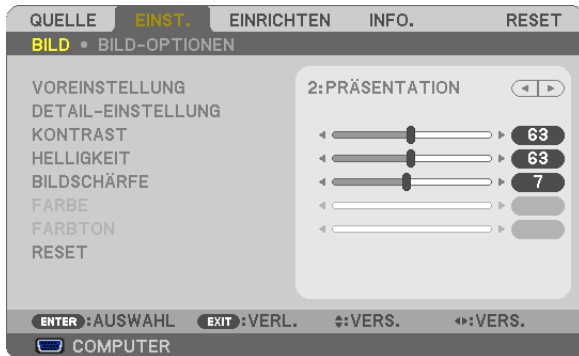 QUELLE EINST. EINRICHTEN INFO. RESET
BILD • BILD-OPTIONEN
VOREINSTELLUNG 2:PRÄSENTATION
DETAIL-EINSTELLUNG
KONTRAST 63
HELLIGKEIT 63
BILDSCHÄRFE 7
FARBE
FARBTON
RESET
ENTER:AUSWAHL EXIT:VERL. ♦:VERS. ◂▸:VERS.
COMPUTER